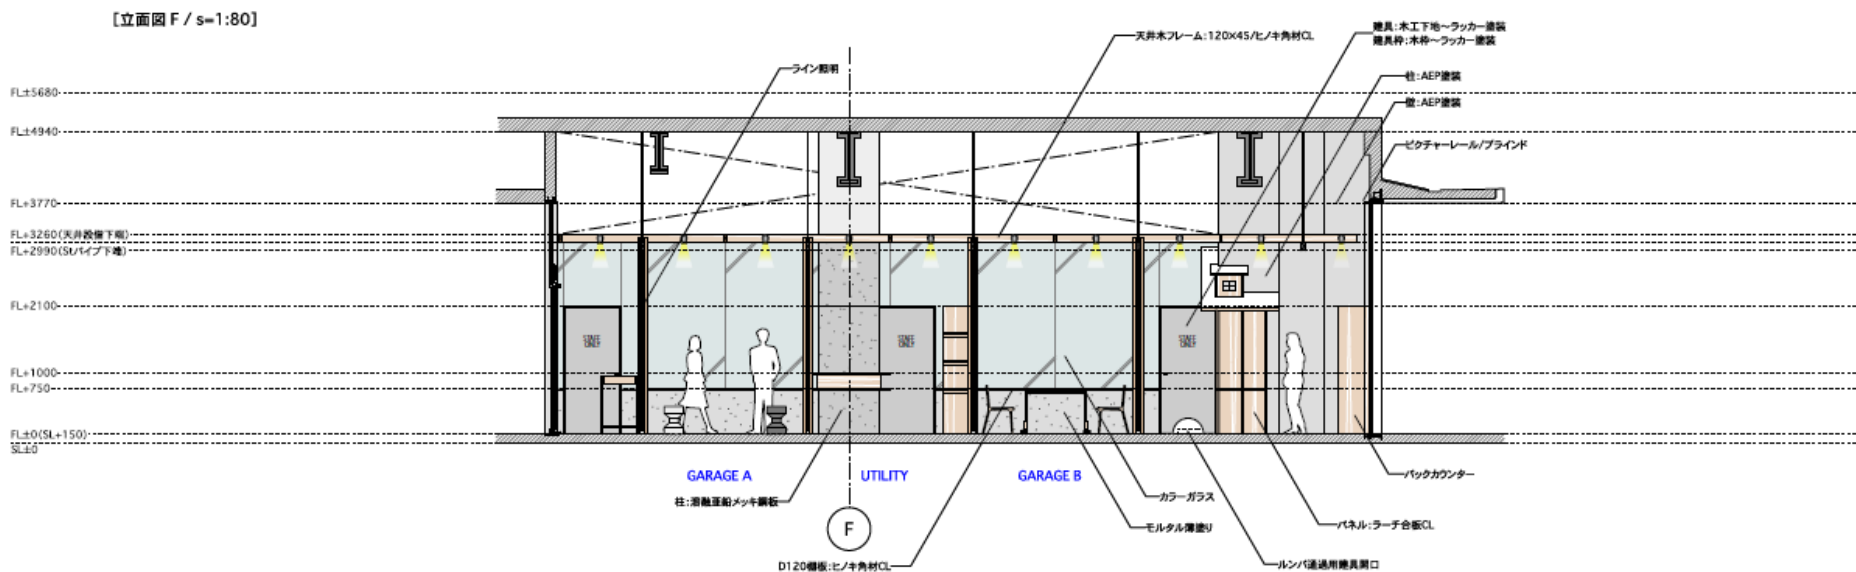 [立面図 F / s=1:80]
天井木フレーム:120×45/ヒノキ角材CL
建具:木工下地〜ラッカー塗装
建具枠:木枠〜ラッカー塗装
ライン照明
柱:AEP塗装
壁:AEP塗装
ピクチャーレール/ブラインド
FL±5680
FL±4940
FL+3770
FL+3260(天井設備下端)
FL+2990(Stパイプ下端)
FL+2100
FL+1000
FL+750
FL±0(SL+150)
SL±0
STAFF
ONLY
STAFF
ONLY
STAFF
ONLY
GARAGE A
UTILITY
GARAGE B
バックカウンター
柱:溶融亜鉛メッキ鋼板
カラーガラス
F
モルタル薄塗り
パネル:ラーチ合板CL
D120棚板:ヒノキ角材CL
ルンバ通過用建具開口